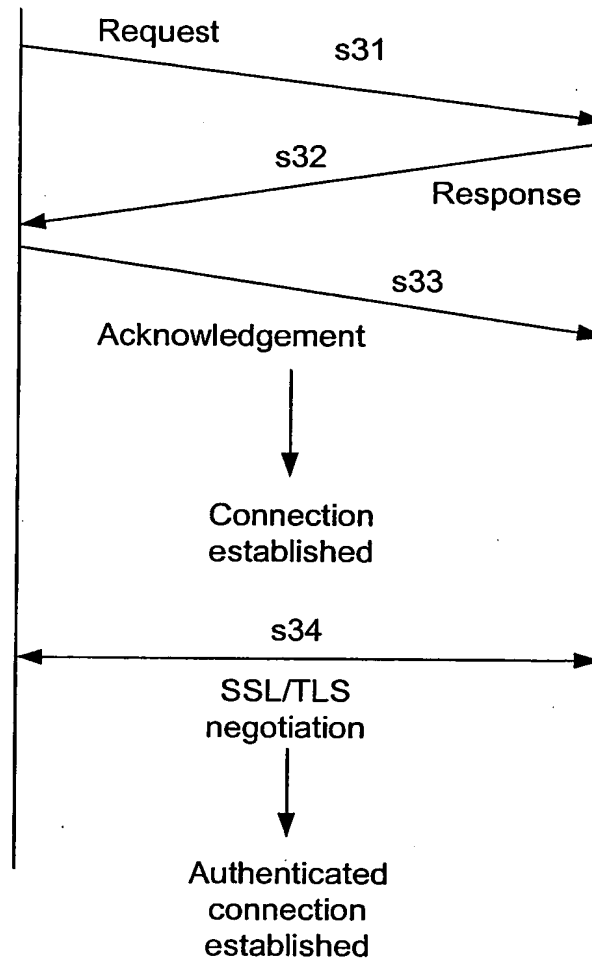 Request
s31
s32
Response
s33
Acknowledgement
Connection
established
s34
SSL/TLS
negotiation
Authenticated
connection
established